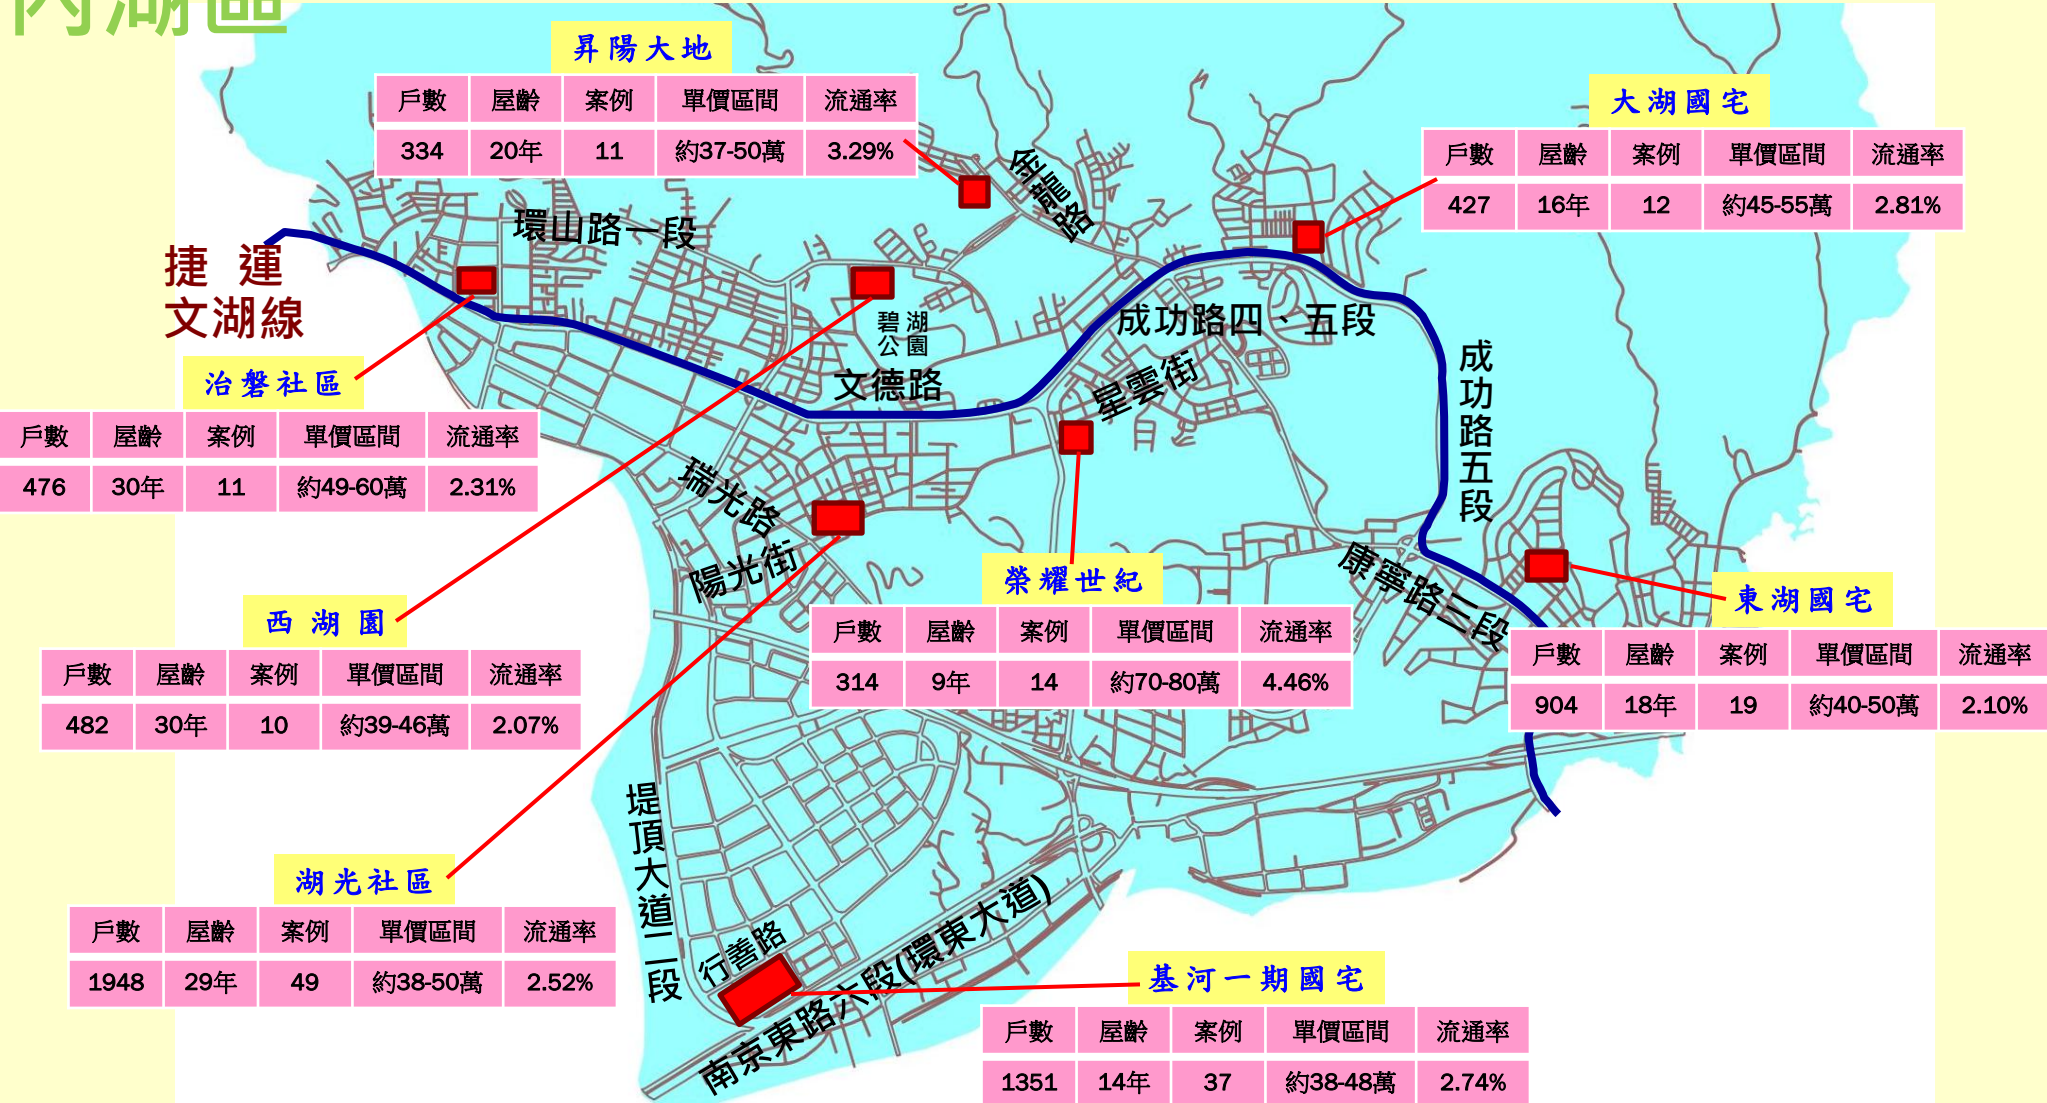 內湖區
昇陽大地
戶數 屋齡 案例 單價區間 流通率
334 20年 11 約37-50萬 3.29%
大湖國宅
戶數 屋齡 案例 單價區間 流通率
427 16年 12 約45-55萬 2.81%
金龍路
環山路一段
捷運
文湖線
碧湖
公園
成功路四、五段
文德路
星雲街
成功路五段
治磐社區
戶數 屋齡 案例 單價區間 流通率
476 30年 11 約49-60萬 2.31%
瑞光路
陽光街
康寧路三段
榮耀世紀
戶數 屋齡 案例 單價區間 流通率
314 9年 14 約70-80萬 4.46%
東湖國宅
戶數 屋齡 案例 單價區間 流通率
904 18年 19 約40-50萬 2.10%
西湖園
戶數 屋齡 案例 單價區間 流通率
482 30年 10 約39-46萬 2.07%
堤頂大道二段
湖光社區
戶數 屋齡 案例 單價區間 流通率
1948 29年 49 約38-50萬 2.52%
行善路
南京東路六段(環東大道)
基河一期國宅
戶數 屋齡 案例 單價區間 流通率
1351 14年 37 約38-48萬 2.74%